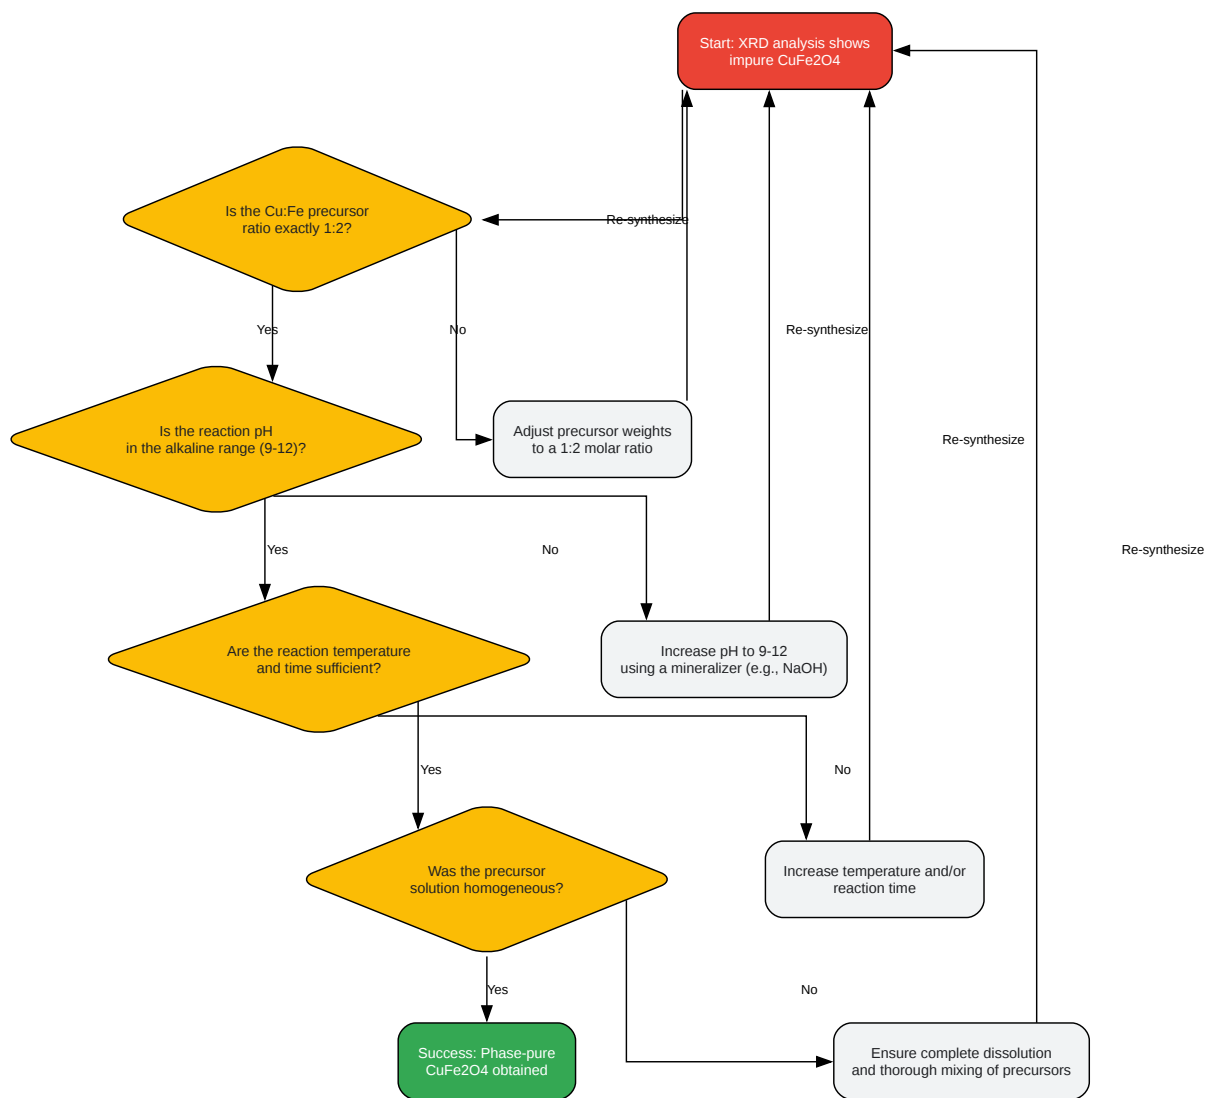 Start: XRD analysis shows
impure CuFe2O4
Is the Cu:Fe precursor
ratio exactly 1:2?
Re-synthesize
Yes
No
Re-synthesize
Is the reaction pH
in the alkaline range (9-12)?
Adjust precursor weights
to a 1:2 molar ratio
Re-synthesize
Yes
No
Re-synthesize
Are the reaction temperature
and time sufficient?
Increase pH to 9-12
using a mineralizer (e.g., NaOH)
Yes
No
Was the precursor
solution homogeneous?
Increase temperature and/or
reaction time
Yes
No
Success: Phase-pure
CuFe2O4 obtained
Ensure complete dissolution
and thorough mixing of precursors